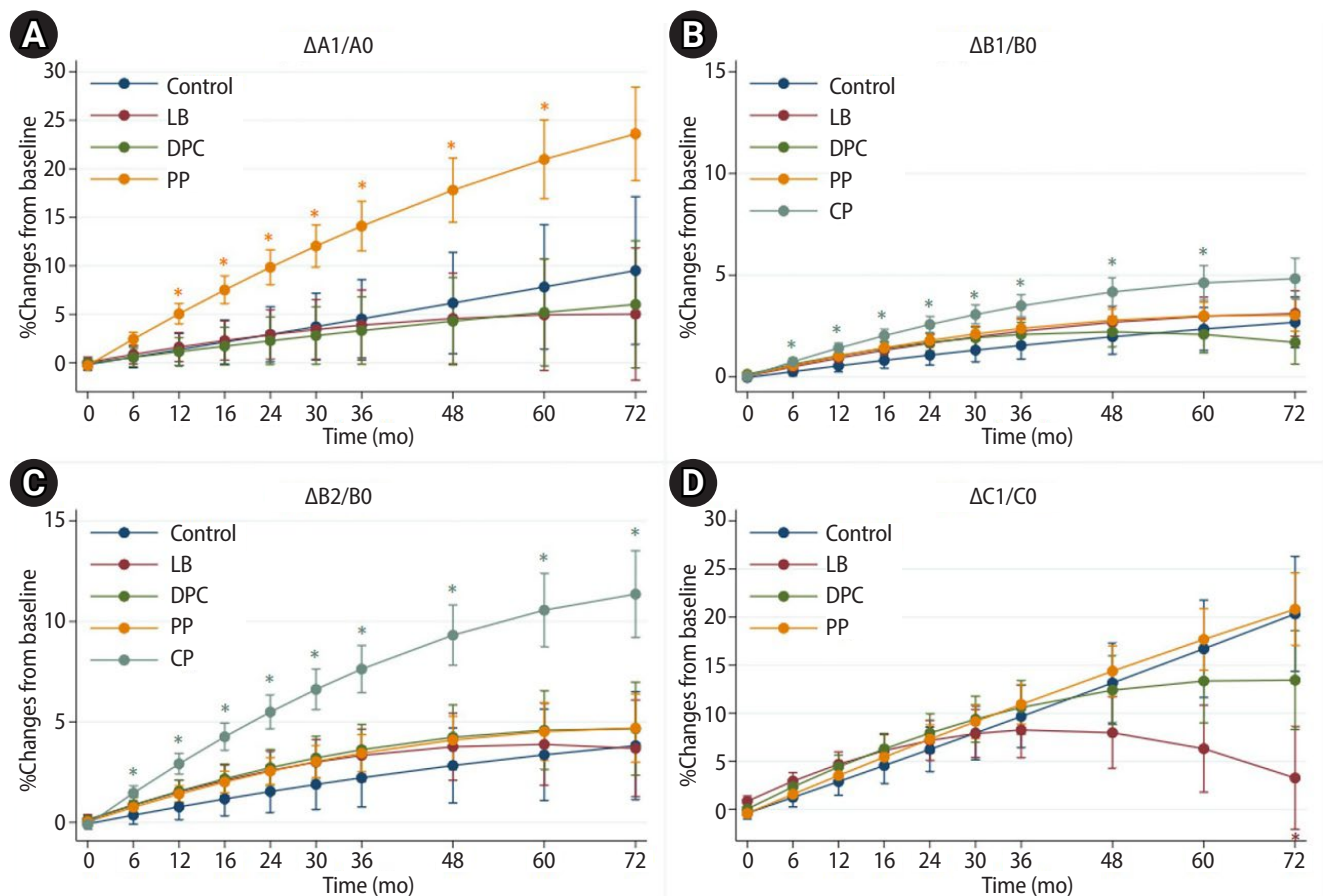 A
ΔA1/A0
%Changes from baseline
30
25
20
15
10
5
0
Control
LB
DPC
PP
* * * * * * * *
0 6 12 16 24 30 36 48 60 72
Time (mo)
B
ΔB1/B0
%Changes from baseline
15
10
5
0
Control
LB
DPC
PP
CP
* * * * * * * *
0 6 12 16 24 30 36 48 60 72
Time (mo)
C
ΔB2/B0
%Changes from baseline
15
10
5
0
Control
LB
DPC
PP
CP
* * * * * * * * *
0 6 12 16 24 30 36 48 60 72
Time (mo)
D
ΔC1/C0
%Changes from baseline
30
25
20
15
10
5
0
Control
LB
DPC
PP
*
0 6 12 16 24 30 36 48 60 72
Time (mo)